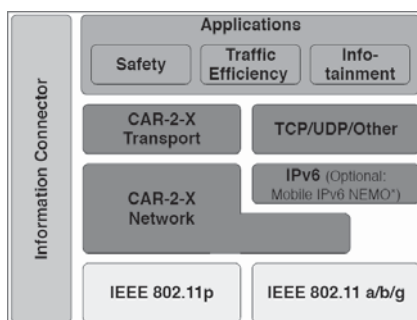 Information Connector
Applications
Safety
Traffic
Efficiency
Info-
tainment
CAR-2-X
Transport
TCP/UDP/Other
CAR-2-X
Network
IPv6 (Optional:
Mobile IPv6 NEMO*)
IEEE 802.11p
IEEE 802.11 a/b/g